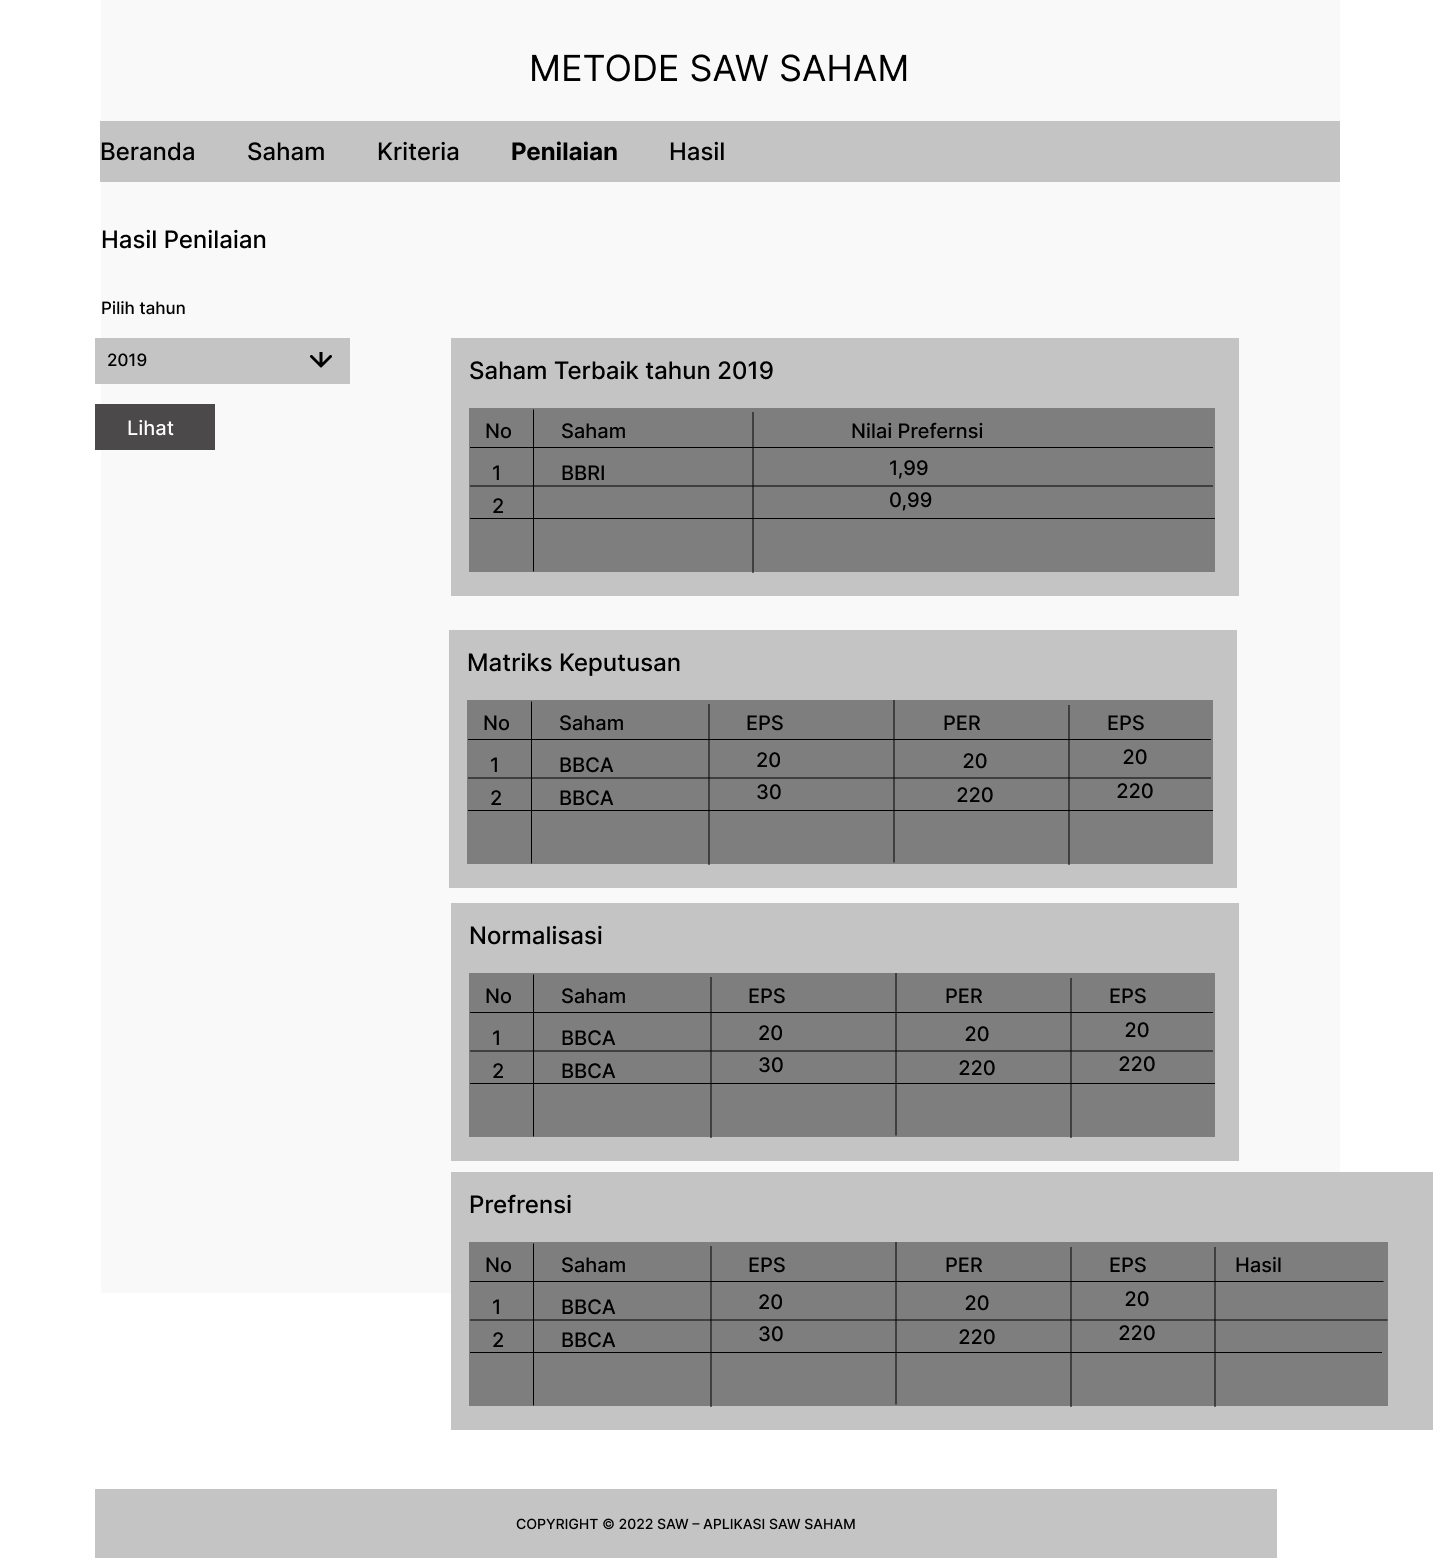 METODE SAW SAHAM
Beranda Saham Kriteria Penilaian Hasil
Hasil Penilaian
Pilih tahun
2019
Lihat
Saham Terbaik tahun 2019
No Saham Nilai Prefernsi
1 BBRI 1,99
2 0,99
Matriks Keputusan
No Saham EPS PER EPS
1 BBCA 20 20 20
2 BBCA 30 220 220
Normalisasi
No Saham EPS PER EPS
1 BBCA 20 20 20
2 BBCA 30 220 220
Prefrensi
No Saham EPS PER EPS Hasil
1 BBCA 20 20 20
2 BBCA 30 220 220
COPYRIGHT © 2022 SAW – APLIKASI SAW SAHAM